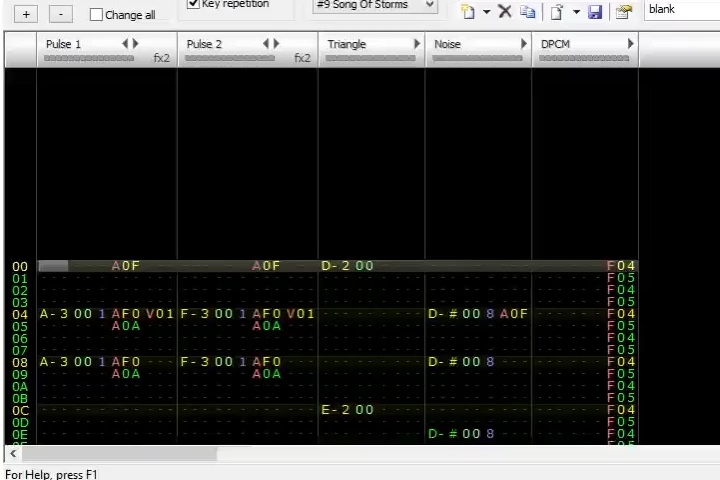 + - Change all Key repetition #9 Song Of Storms blank
Pulse 1 Pulse 2 Triangle Noise DPCM
fx2 fx2
00 A0F A0F D-2 00 F04
01 F05
02 F04
03 F05
04 A-3 00 1 AF0 V01 F-3 00 1 AF0 V01 D-# 00 8 A0F F04
05 A0A A0A F05
06 F04
07 F05
08 A-3 00 1 AF0 F-3 00 1 AF0 D-# 00 8 F04
09 A0A A0A F05
0A F04
0B F05
0C E-2 00 F04
0D F05
0E D-# 00 8 F04
For Help, press F1